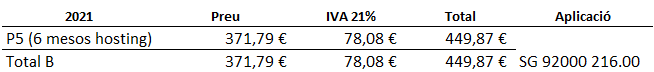 2021 Preu IVA 21% Total Aplicació
P5 (6 mesos hosting) 371,79 € 78,08 € 449,87 €
Total B 371,79 € 78,08 € 449,87 € SG 92000 216.00